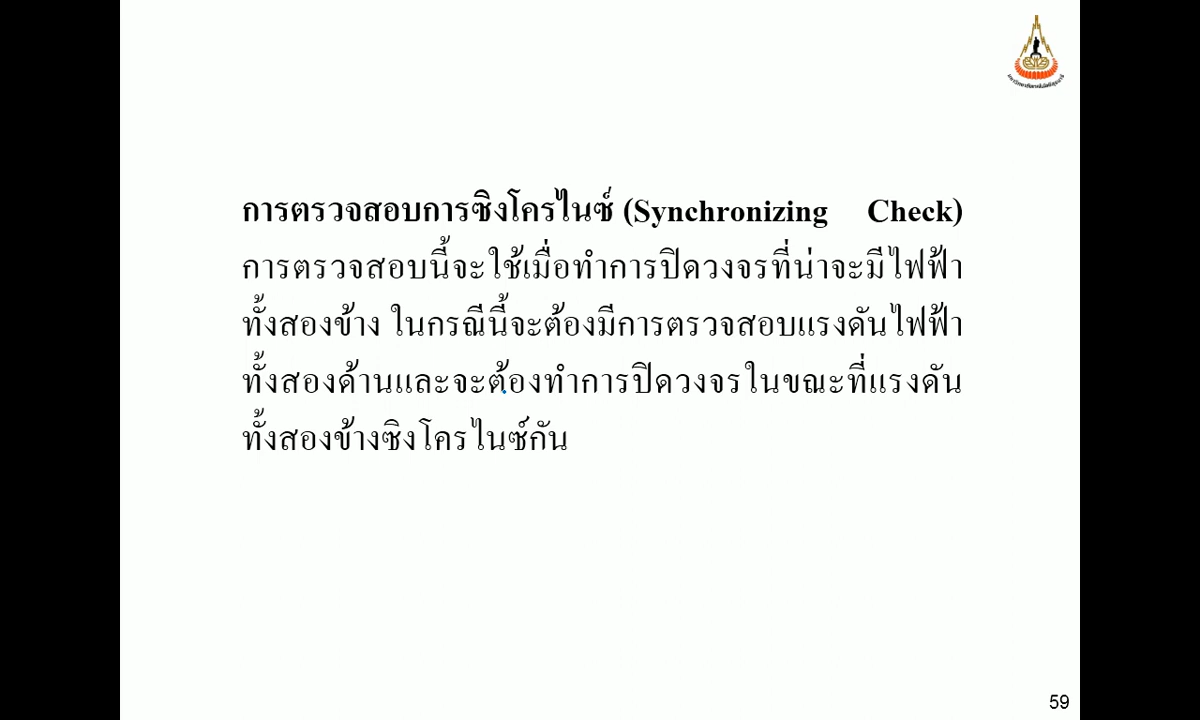 การตรวจสอบการซิงโครไนซ์ (Synchronizing Check)
การตรวจสอบนี้จะใช้เมื่อทำการปิดวงจรที่น่าจะมีไฟฟ้า
ทั้งสองข้าง ในกรณีนี้จะต้องมีการตรวจสอบแรงดันไฟฟ้า
ทั้งสองด้านและจะต้องทำการปิดวงจรในขณะที่แรงดัน
ทั้งสองข้างซิงโครไนซ์กัน
59